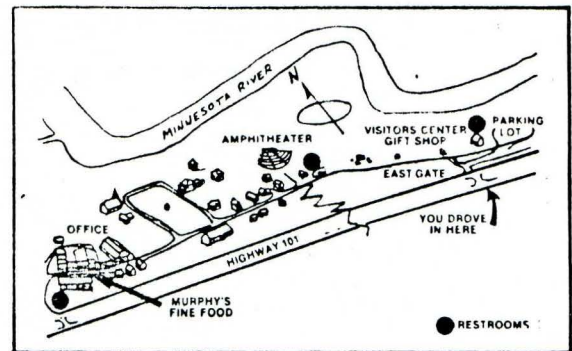 MINNESOTA RIVER
N
AMPHITHEATER
VISITORS CENTER
GIFT SHOP
PARKING
LOT
EAST GATE
YOU DROVE
IN HERE
OFFICE
HIGHWAY 101
MURPHY'S
FINE FOOD
RESTROOMS